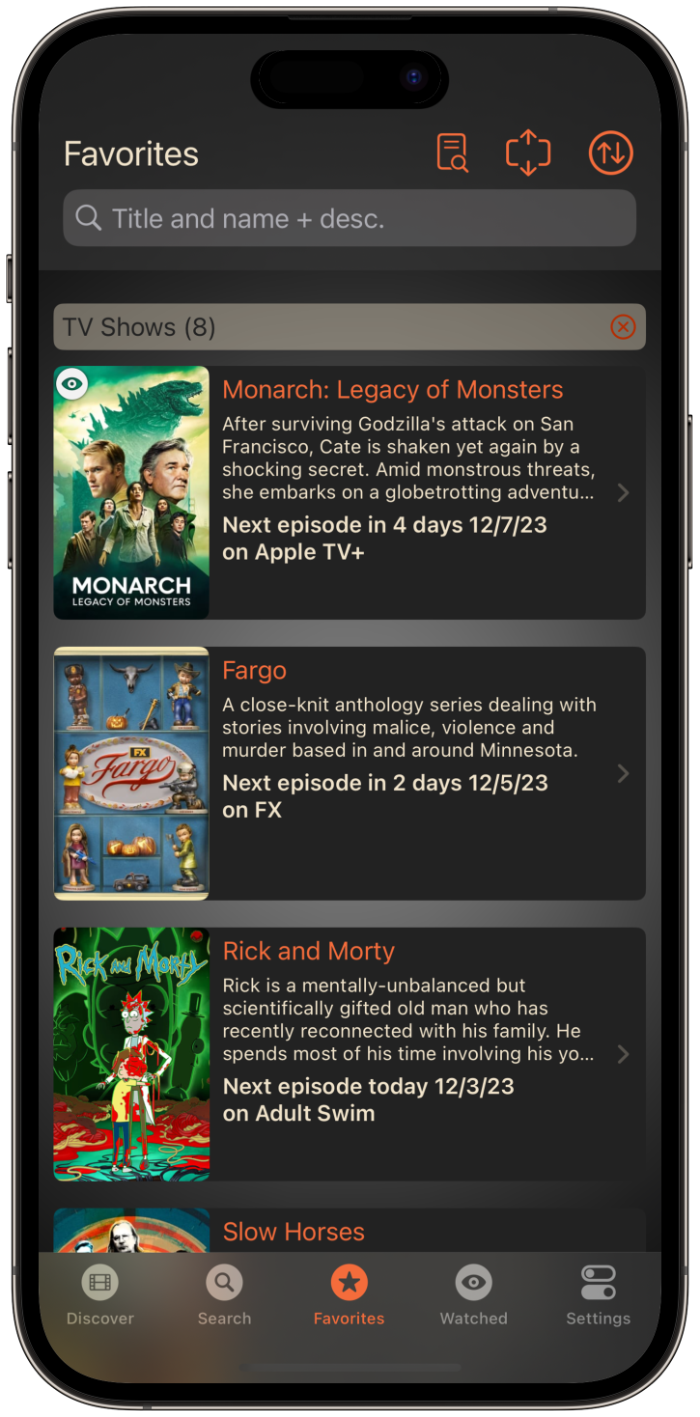 Favorites
Title and name + desc.
TV Shows (8)
Monarch: Legacy of Monsters
After surviving Godzilla's attack on San
Francisco, Cate is shaken yet again by a
shocking secret. Amid monstrous threats,
she embarks on a globetrotting adventu...
Next episode in 4 days 12/7/23
on Apple TV+
MONARCH
LEGACY OF MONSTERS
Fargo
A close-knit anthology series dealing with
stories involving malice, violence and
murder based in and around Minnesota.
Next episode in 2 days 12/5/23
on FX
FX
Fargo
Rick and Morty
Rick is a mentally-unbalanced but
scientifically gifted old man who has
recently reconnected with his family. He
spends most of his time involving his yo...
Next episode today 12/3/23
on Adult Swim
Rick and Morty
Slow Horses
Discover
Search
Favorites
Watched
Settings